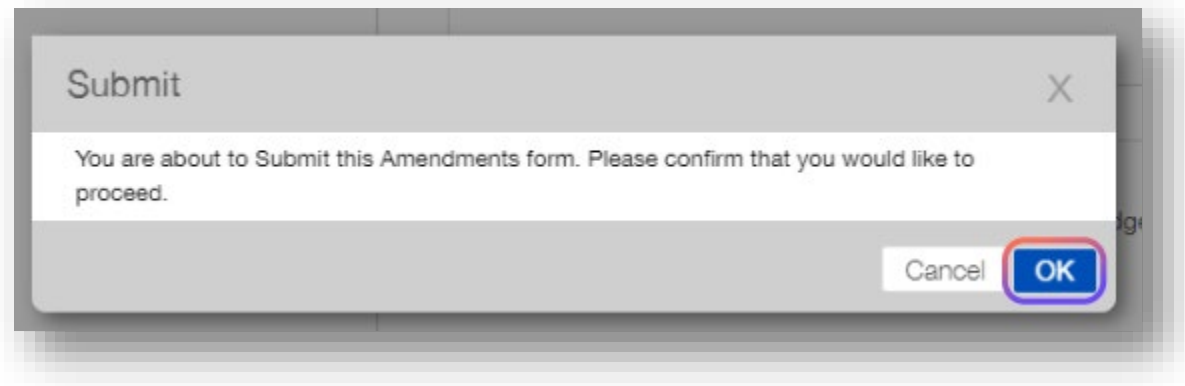 Submit
X
You are about to Submit this Amendments form. Please confirm that you would like to
proceed.
Cancel
OK